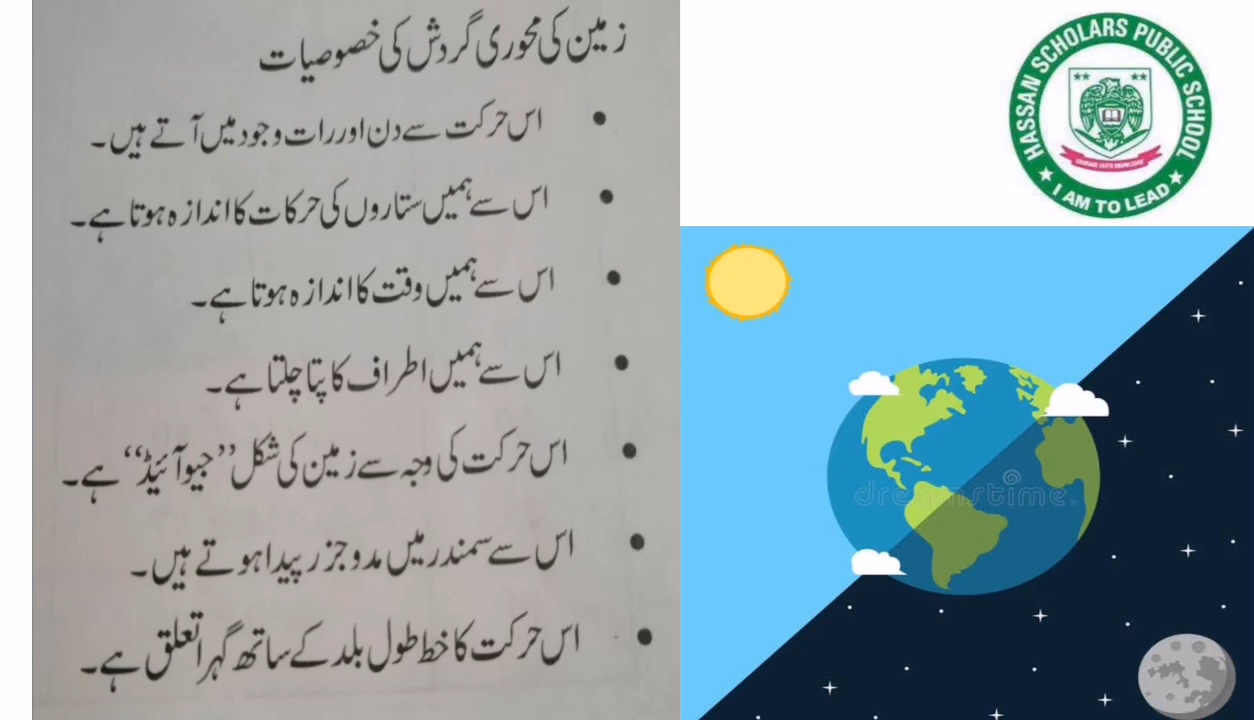 زمین کی محوری گردش کی خصوصیات
• اس حرکت سے دن اور رات وجود میں آتے ہیں۔
• اس سے ہمیں ستاروں کی حرکات کا اندازہ ہوتا ہے۔
• اس سے ہمیں وقت کا اندازہ ہوتا ہے۔
• اس سے ہمیں اطراف کا پتا چلتا ہے۔
• اس حرکت کی وجہ سے زمین کی شکل ”جیوآئیڈ“ ہے۔
• اس سے سمندر میں مدوجزر پیدا ہوتے ہیں۔
• اس حرکت کا خط طول بلد کے ساتھ گہرا تعلق ہے۔
HASSAN SCHOLARS PUBLIC SCHOOL
COURAGE FAITH KNOWLEDGE
★ I AM TO LEAD ★
dreamstime.